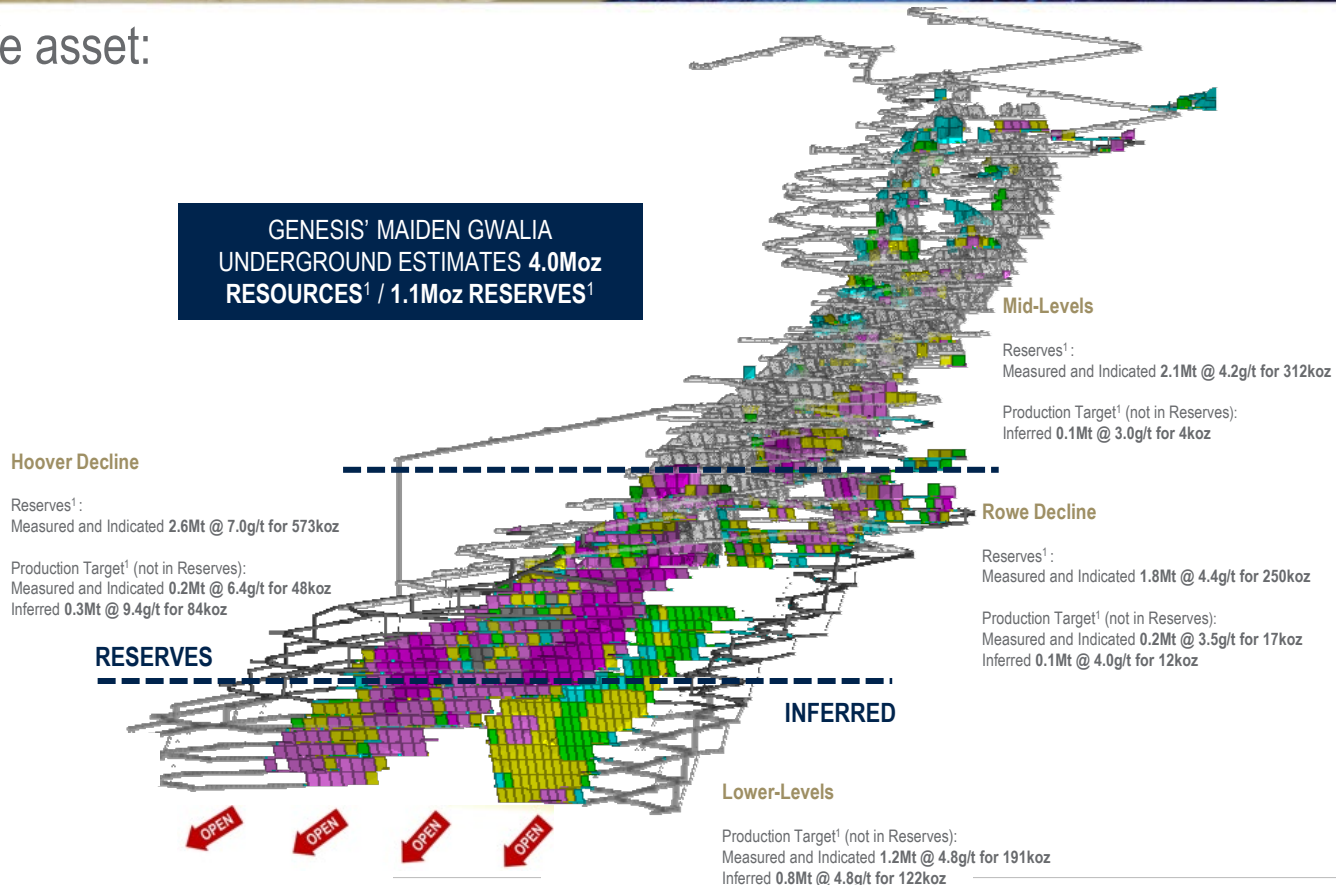 e asset:
GENESIS' MAIDEN GWALIA
UNDERGROUND ESTIMATES 4.0Moz
RESOURCES¹ / 1.1Moz RESERVES¹
Mid-Levels
Reserves¹ :
Measured and Indicated 2.1Mt @ 4.2g/t for 312koz
Production Target¹ (not in Reserves):
Inferred 0.1Mt @ 3.0g/t for 4koz
Hoover Decline
Reserves¹ :
Measured and Indicated 2.6Mt @ 7.0g/t for 573koz
Production Target¹ (not in Reserves):
Measured and Indicated 0.2Mt @ 6.4g/t for 48koz
Inferred 0.3Mt @ 9.4g/t for 84koz
Rowe Decline
Reserves¹ :
Measured and Indicated 1.8Mt @ 4.4g/t for 250koz
Production Target¹ (not in Reserves):
Measured and Indicated 0.2Mt @ 3.5g/t for 17koz
Inferred 0.1Mt @ 4.0g/t for 12koz
RESERVES
INFERRED
Lower-Levels
Production Target¹ (not in Reserves):
Measured and Indicated 1.2Mt @ 4.8g/t for 191koz
Inferred 0.8Mt @ 4.8g/t for 122koz
OPEN
OPEN
OPEN
OPEN